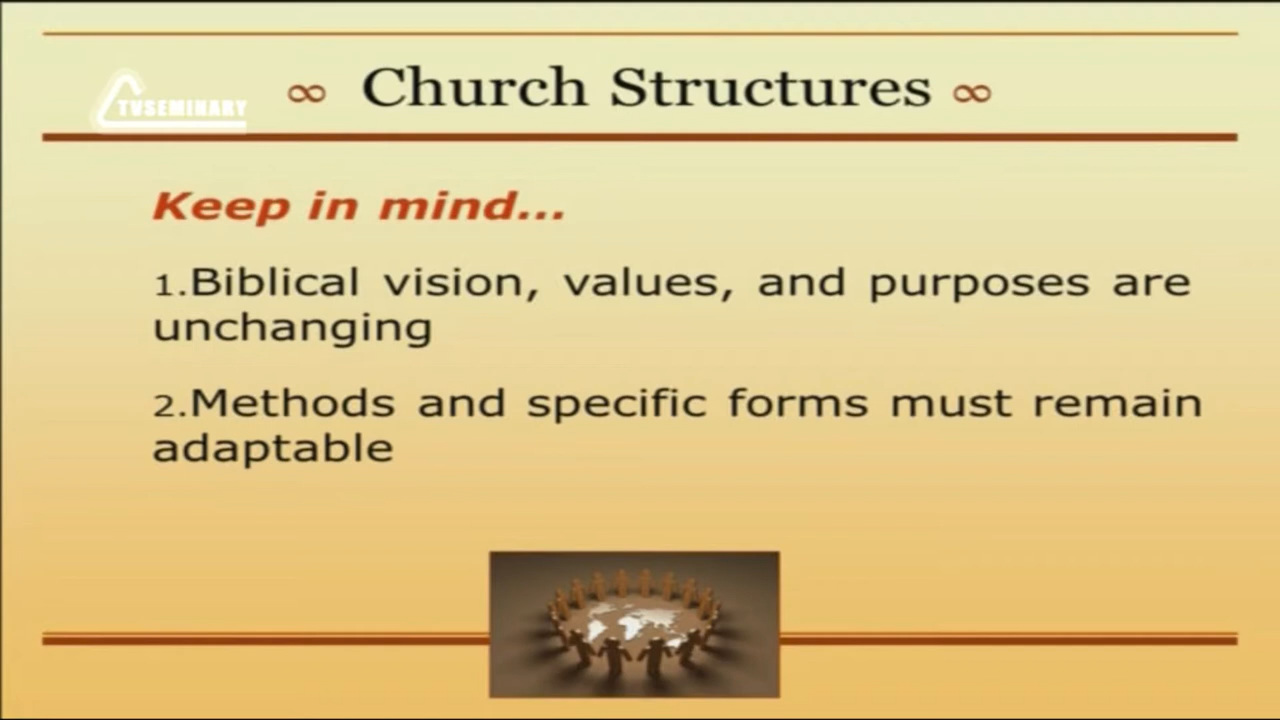 ∞ Church Structures ∞
TVSEMINARY
Keep in mind...
1.Biblical vision, values, and purposes are
unchanging
2.Methods and specific forms must remain
adaptable